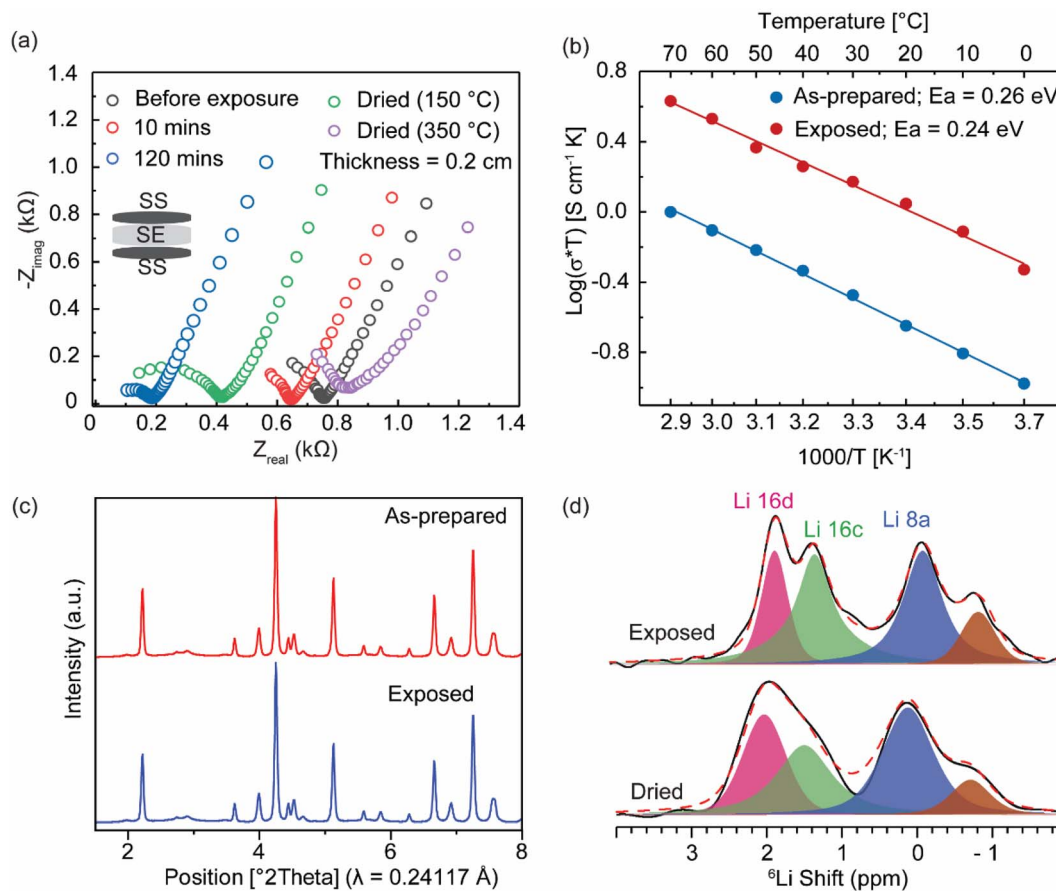 (a)
1.4
1.2
1.0
0.8
0.6
0.4
0.2
0
-Z_imag (kΩ)
Before exposure
10 mins
120 mins
Dried (150 °C)
Dried (350 °C)
Thickness = 0.2 cm
SS
SE
SS
0 0.2 0.4 0.6 0.8 1.0 1.2 1.4
Z_real (kΩ)
(b)
Temperature [°C]
70 60 50 40 30 20 10 0
0.8
0.4
0.0
-0.4
-0.8
Log(σ*T) [S cm⁻¹ K]
As-prepared; Ea = 0.26 eV
Exposed; Ea = 0.24 eV
2.9 3.0 3.1 3.2 3.3 3.4 3.5 3.7
1000/T [K⁻¹]
(c)
Intensity (a.u.)
As-prepared
Exposed
2 4 6 8
Position [°2Theta] (λ = 0.24117 Å)
(d)
Li 16d
Li 16c
Li 8a
Exposed
Dried
3 2 1 0 - 1
⁶Li Shift (ppm)